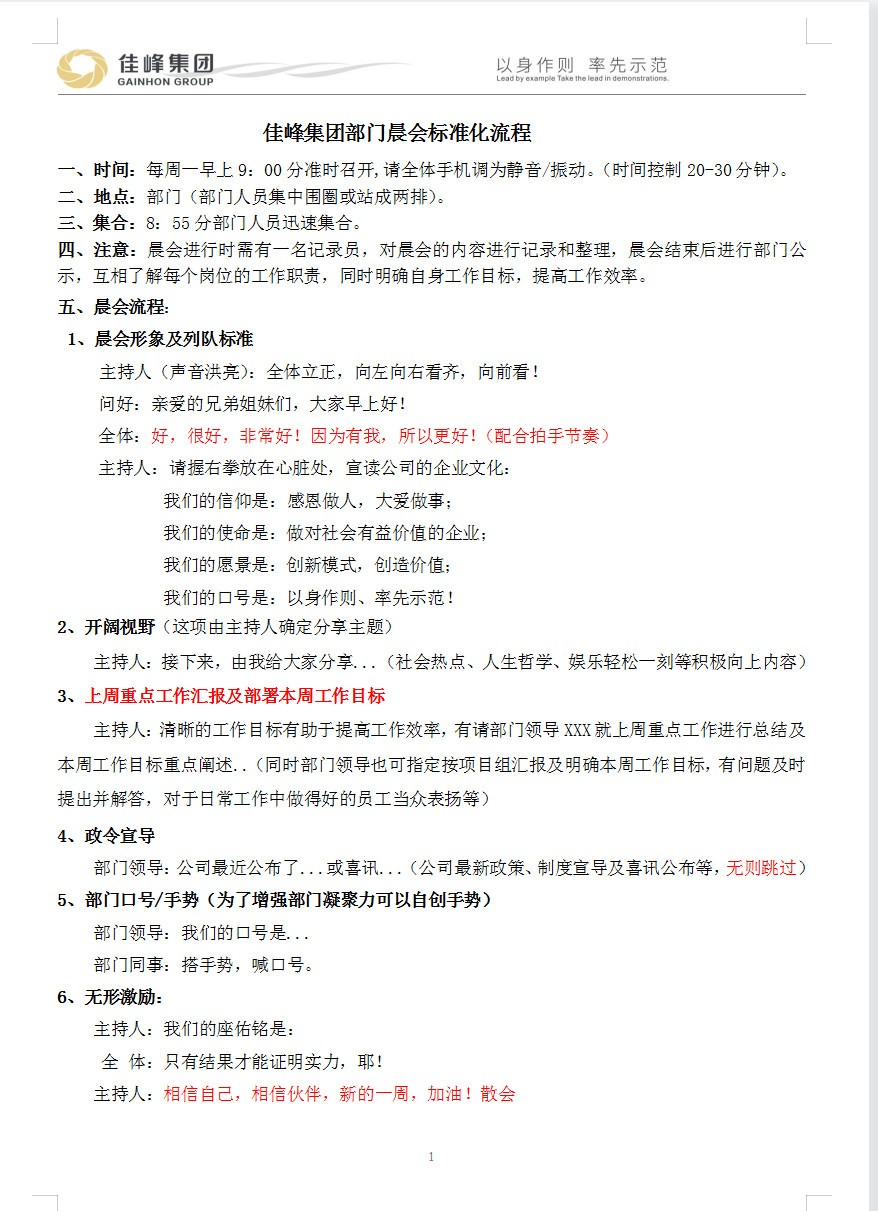 佳峰集团
GAINHON GROUP
以身作则 率先示范
Lead by example Take the lead in demonstrations.
佳峰集团部门晨会标准化流程
一、时间：每周一早上9：00分准时召开,请全体手机调为静音/振动。（时间控制20-30分钟）。
二、地点：部门（部门人员集中围圈或站成两排）。
三、集合：8：55分部门人员迅速集合。
四、注意：晨会进行时需有一名记录员，对晨会的内容进行记录和整理，晨会结束后进行部门公
示，互相了解每个岗位的工作职责，同时明确自身工作目标，提高工作效率。
五、晨会流程：
1、晨会形象及列队标准
主持人（声音洪亮）：全体立正，向左向右看齐，向前看！
问好：亲爱的兄弟姐妹们，大家早上好！
全体：好，很好，非常好！因为有我，所以更好！（配合拍手节奏）
主持人：请握右拳放在心脏处，宣读公司的企业文化：
我们的信仰是：感恩做人，大爱做事；
我们的使命是：做对社会有益价值的企业；
我们的愿景是：创新模式，创造价值；
我们的口号是：以身作则、率先示范！
2、开阔视野（这项由主持人确定分享主题）
主持人：接下来，由我给大家分享...（社会热点、人生哲学、娱乐轻松一刻等积极向上内容）
3、上周重点工作汇报及部署本周工作目标
主持人：清晰的工作目标有助于提高工作效率，有请部门领导XXX就上周重点工作进行总结及
本周工作目标重点阐述..（同时部门领导也可指定按项目组汇报及明确本周工作目标，有问题及时
提出并解答，对于日常工作中做得好的员工当众表扬等）
4、政令宣导
部门领导：公司最近公布了...或喜讯...（公司最新政策、制度宣导及喜讯公布等，无则跳过）
5、部门口号/手势（为了增强部门凝聚力可以自创手势）
部门领导：我们的口号是...
部门同事：搭手势，喊口号。
6、无形激励：
主持人：我们的座佑铭是：
全 体：只有结果才能证明实力，耶！
主持人：相信自己，相信伙伴，新的一周，加油！散会
1